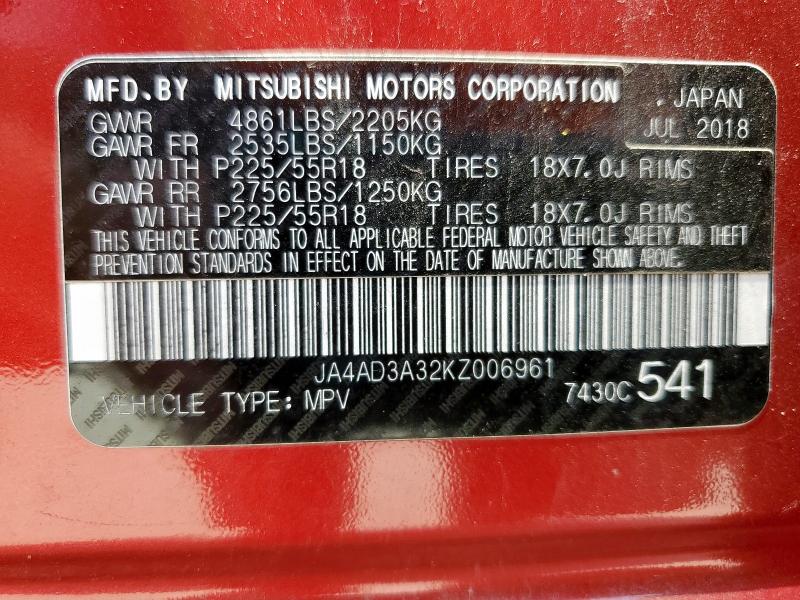 MFD.BY MITSUBISHI MOTORS CORPORATION . JAPAN
GVWR 4861LBS/2205KG JUL 2018
GAWR FR 2535LBS/1150KG
WITH P225/55R18 TIRES 18X7.0J RIMS
GAWR RR 2756LBS/1250KG
WITH P225/55R18 TIRES 18X7.0J RIMS
THIS VEHICLE CONFORMS TO ALL APPLICABLE FEDERAL MOTOR VEHICLE SAFETY AND THEFT
PREVENTION STANDARDS IN EFFECT ON THE DATE OF MANUFACTURE SHOWN ABOVE.
JA4AD3A32KZ006961
VEHICLE TYPE: MPV 7430C 541